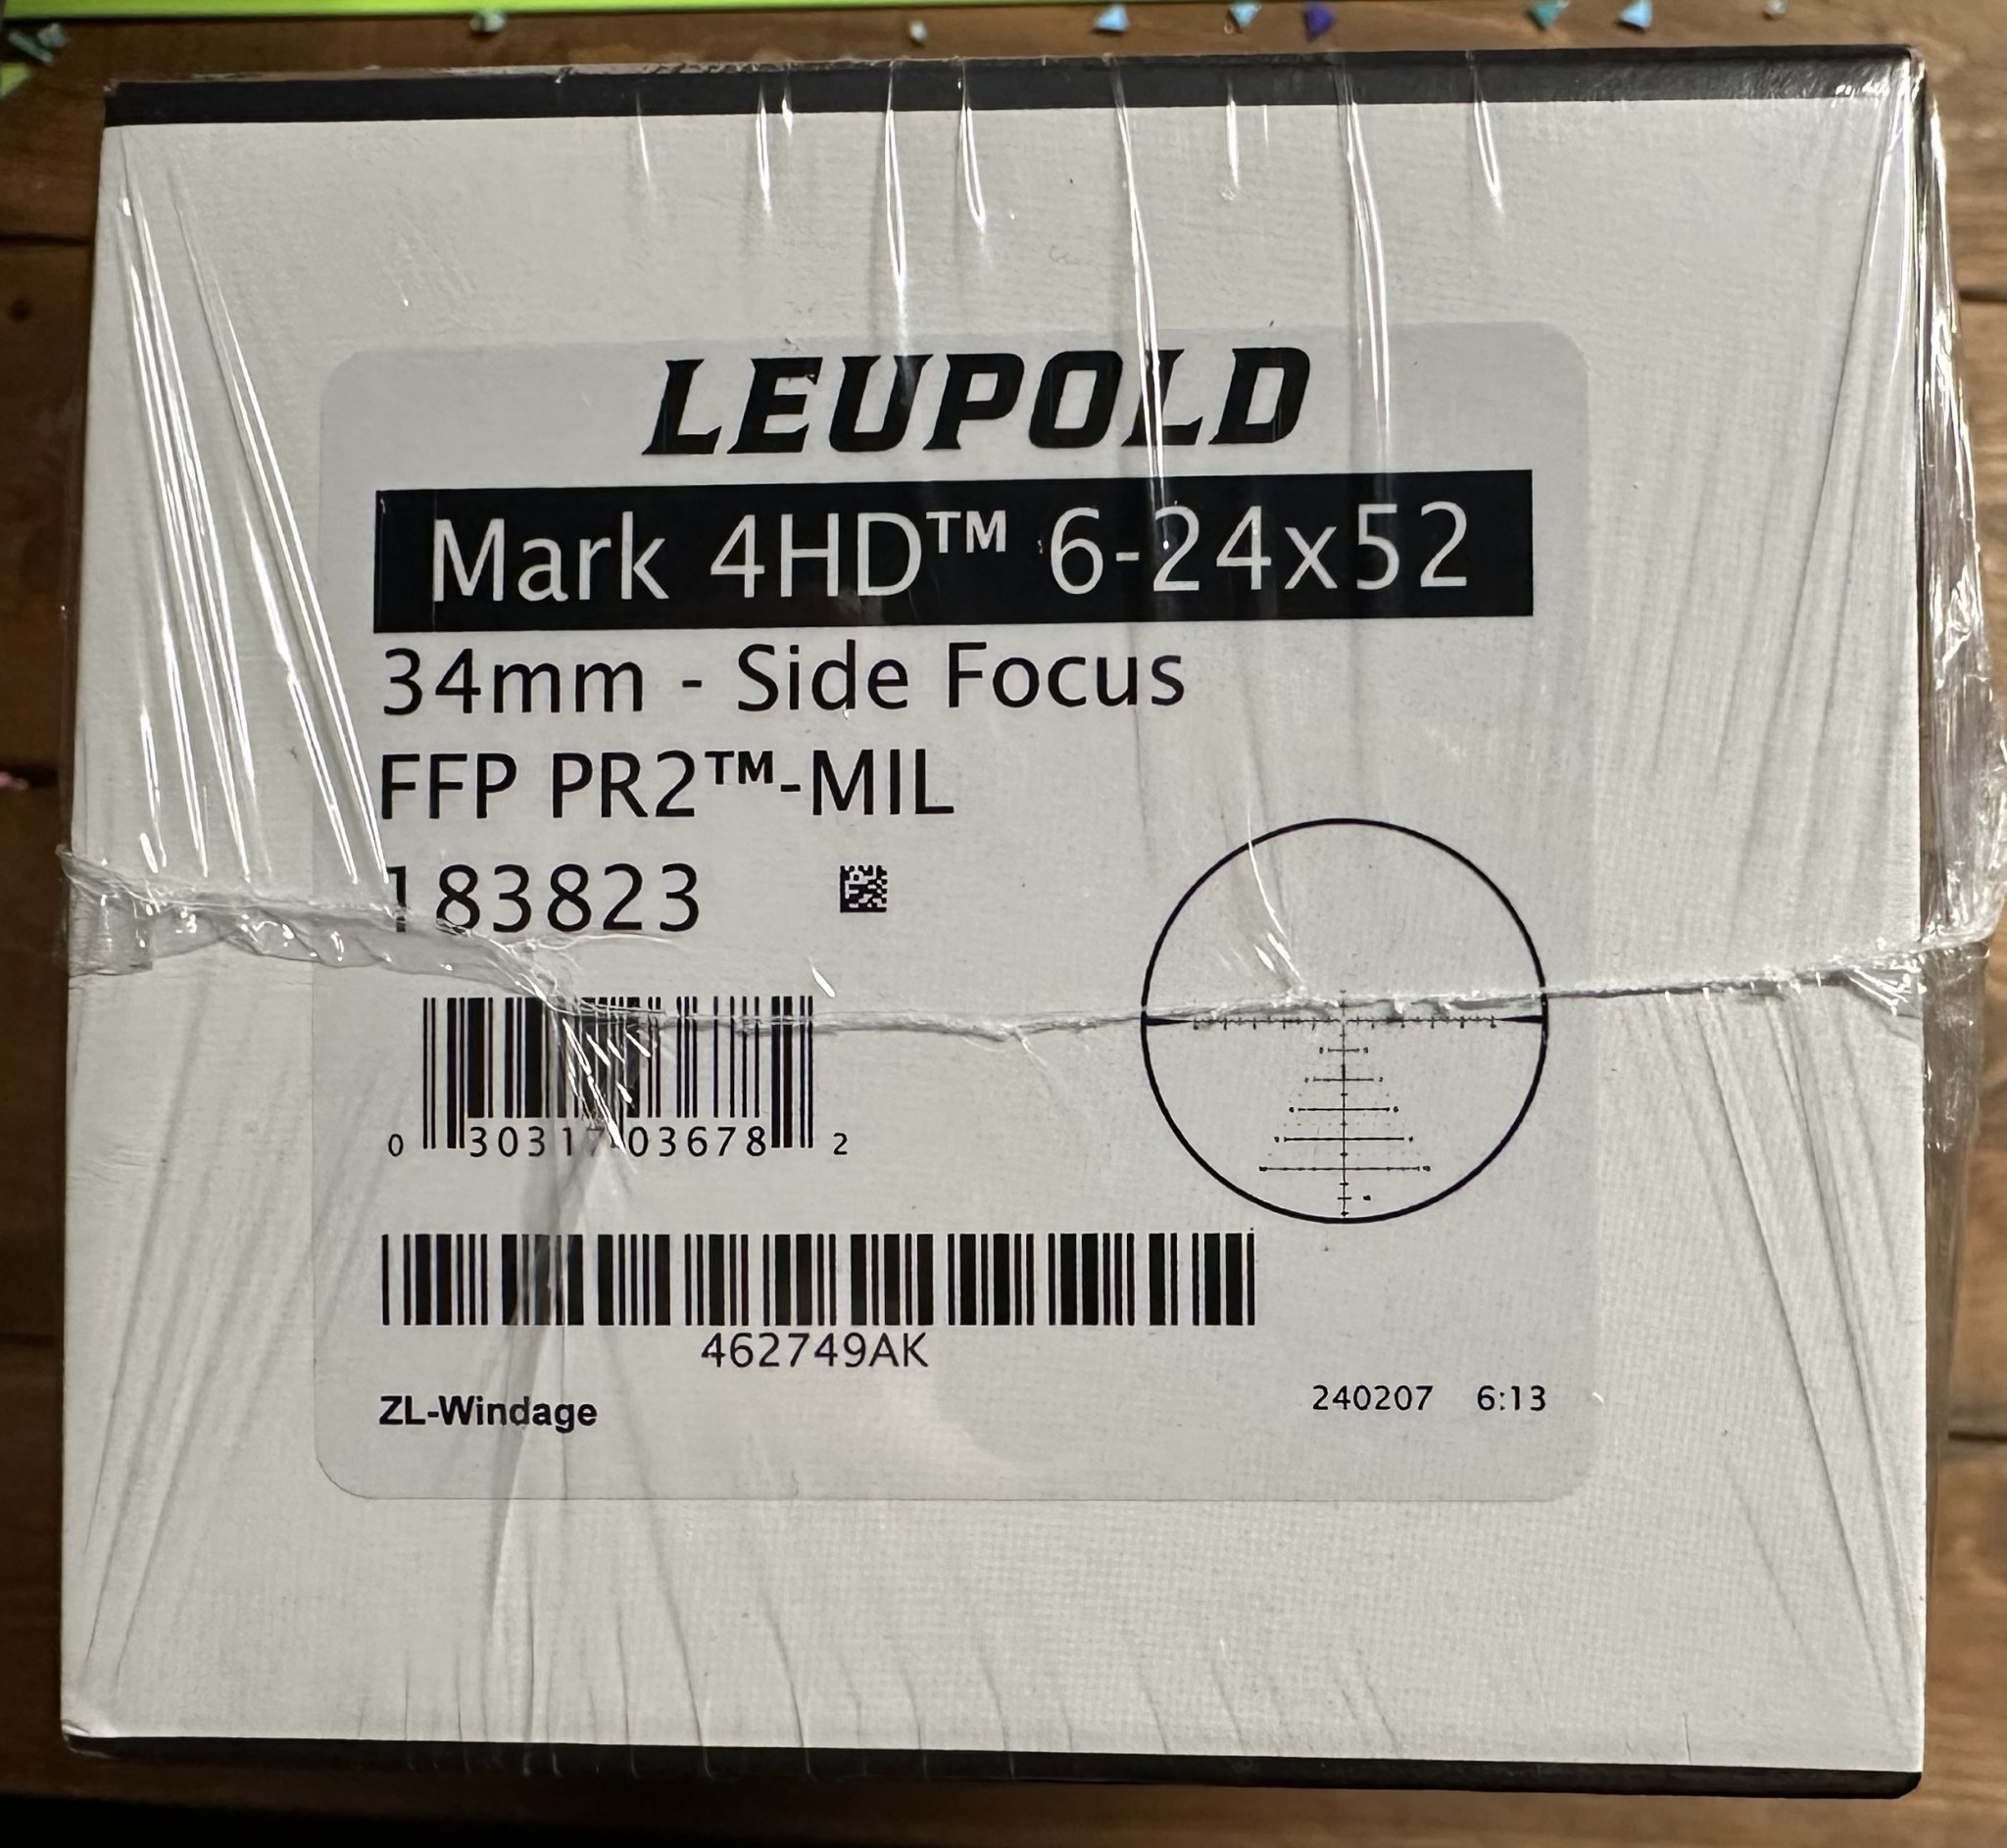 LEUPOLD
Mark 4HD™ 6-24x52
34mm - Side Focus
FFP PR2™-MIL
183823
0 30317 03678 2
462749AK
ZL-Windage
240207 6:13